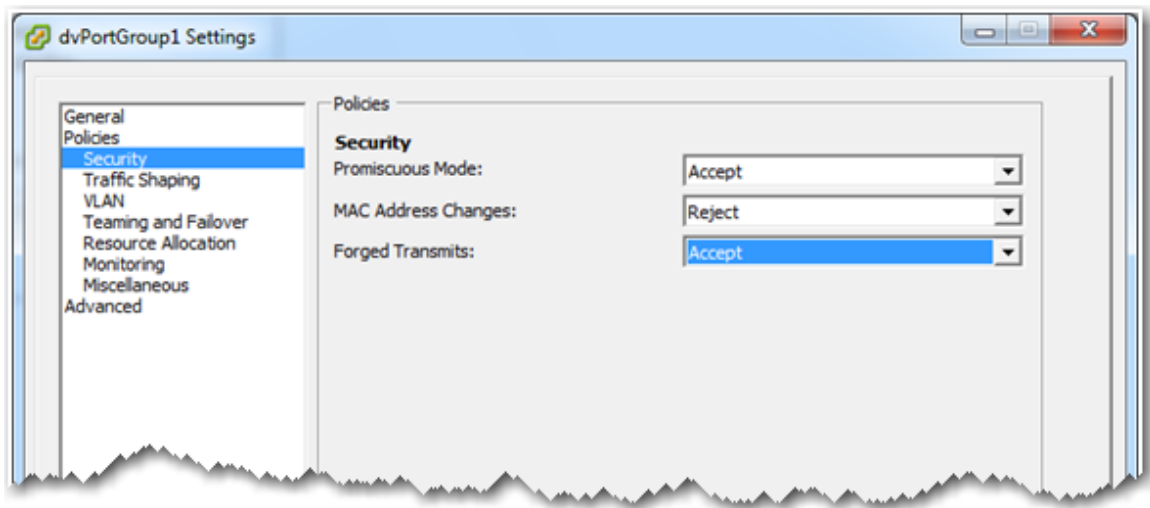 dvPortGroup1 Settings
General
Policies
Security
Traffic Shaping
VLAN
Teaming and Failover
Resource Allocation
Monitoring
Miscellaneous
Advanced
Policies
Security
Promiscuous Mode: Accept
MAC Address Changes: Reject
Forged Transmits: Accept